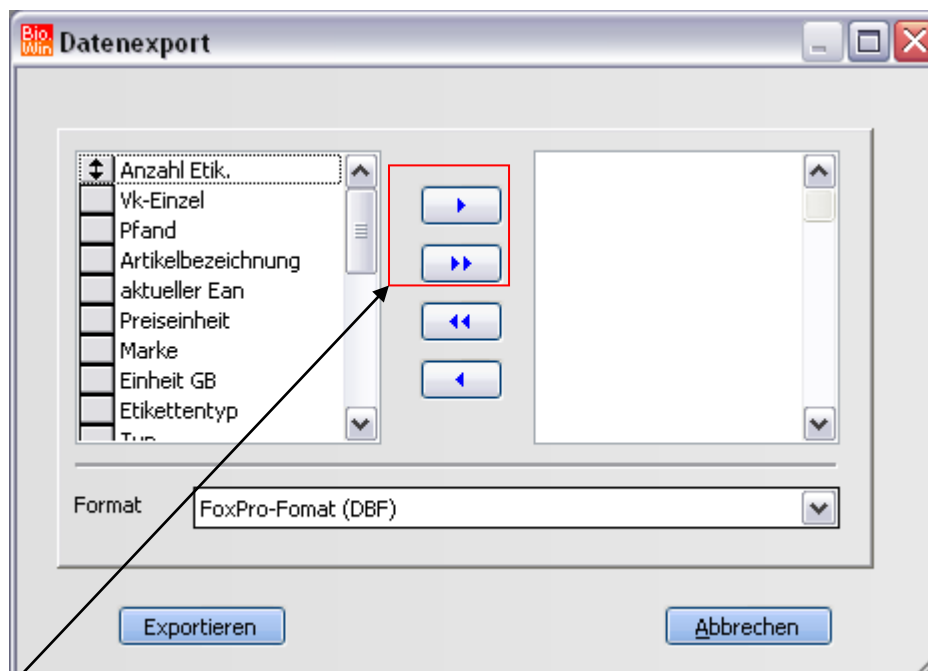 Bio Win Datenexport
Anzahl Etik.
Vk-Einzel
Pfand
Artikelbezeichnung
aktueller Ean
Preiseinheit
Marke
Einheit GB
Etikettentyp
Typ
Format FoxPro-Fomat (DBF)
Exportieren Abbrechen